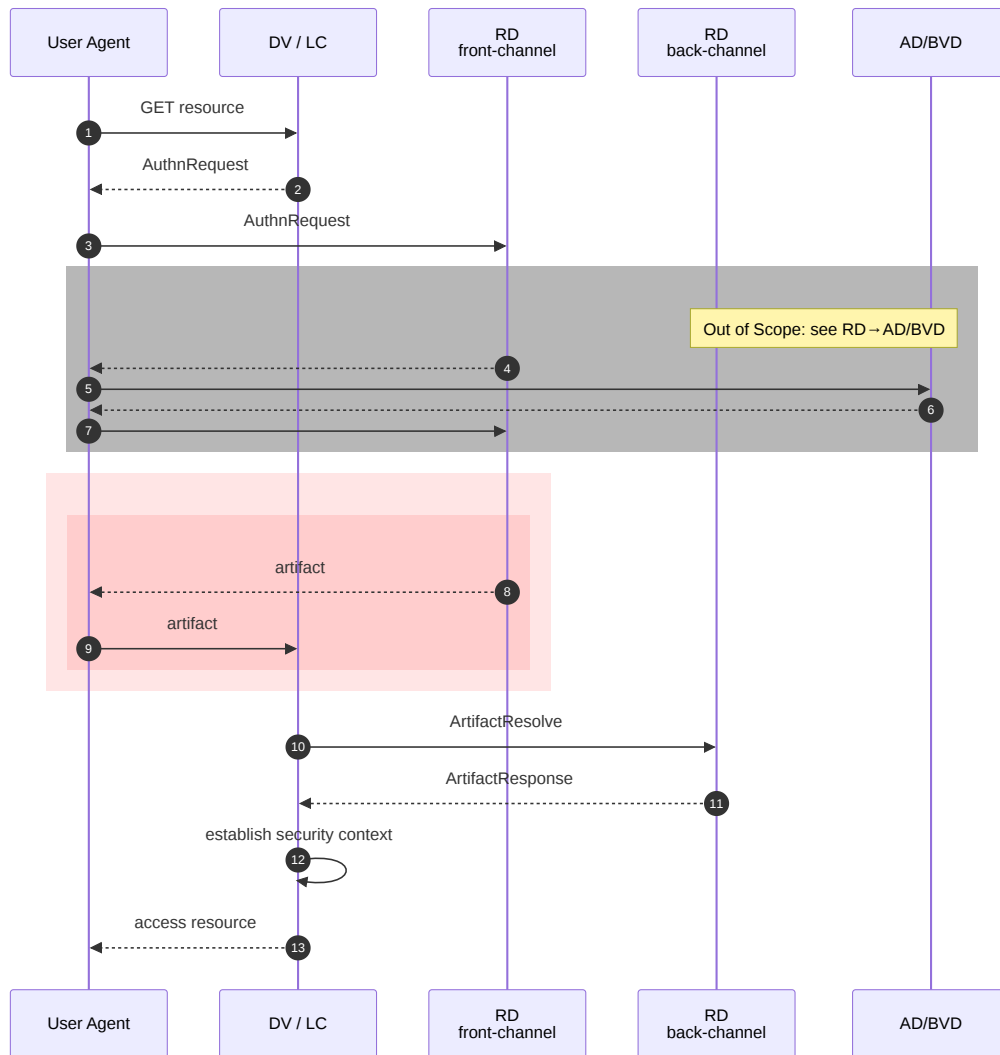 User Agent
DV / LC
RD
front-channel
RD
back-channel
AD/BVD
GET resource
1
AuthnRequest
2
AuthnRequest
3
Out of Scope: see RD→AD/BVD
4
5
6
7
artifact
8
artifact
9
ArtifactResolve
10
ArtifactResponse
11
establish security context
12
access resource
13
User Agent
DV / LC
RD
front-channel
RD
back-channel
AD/BVD